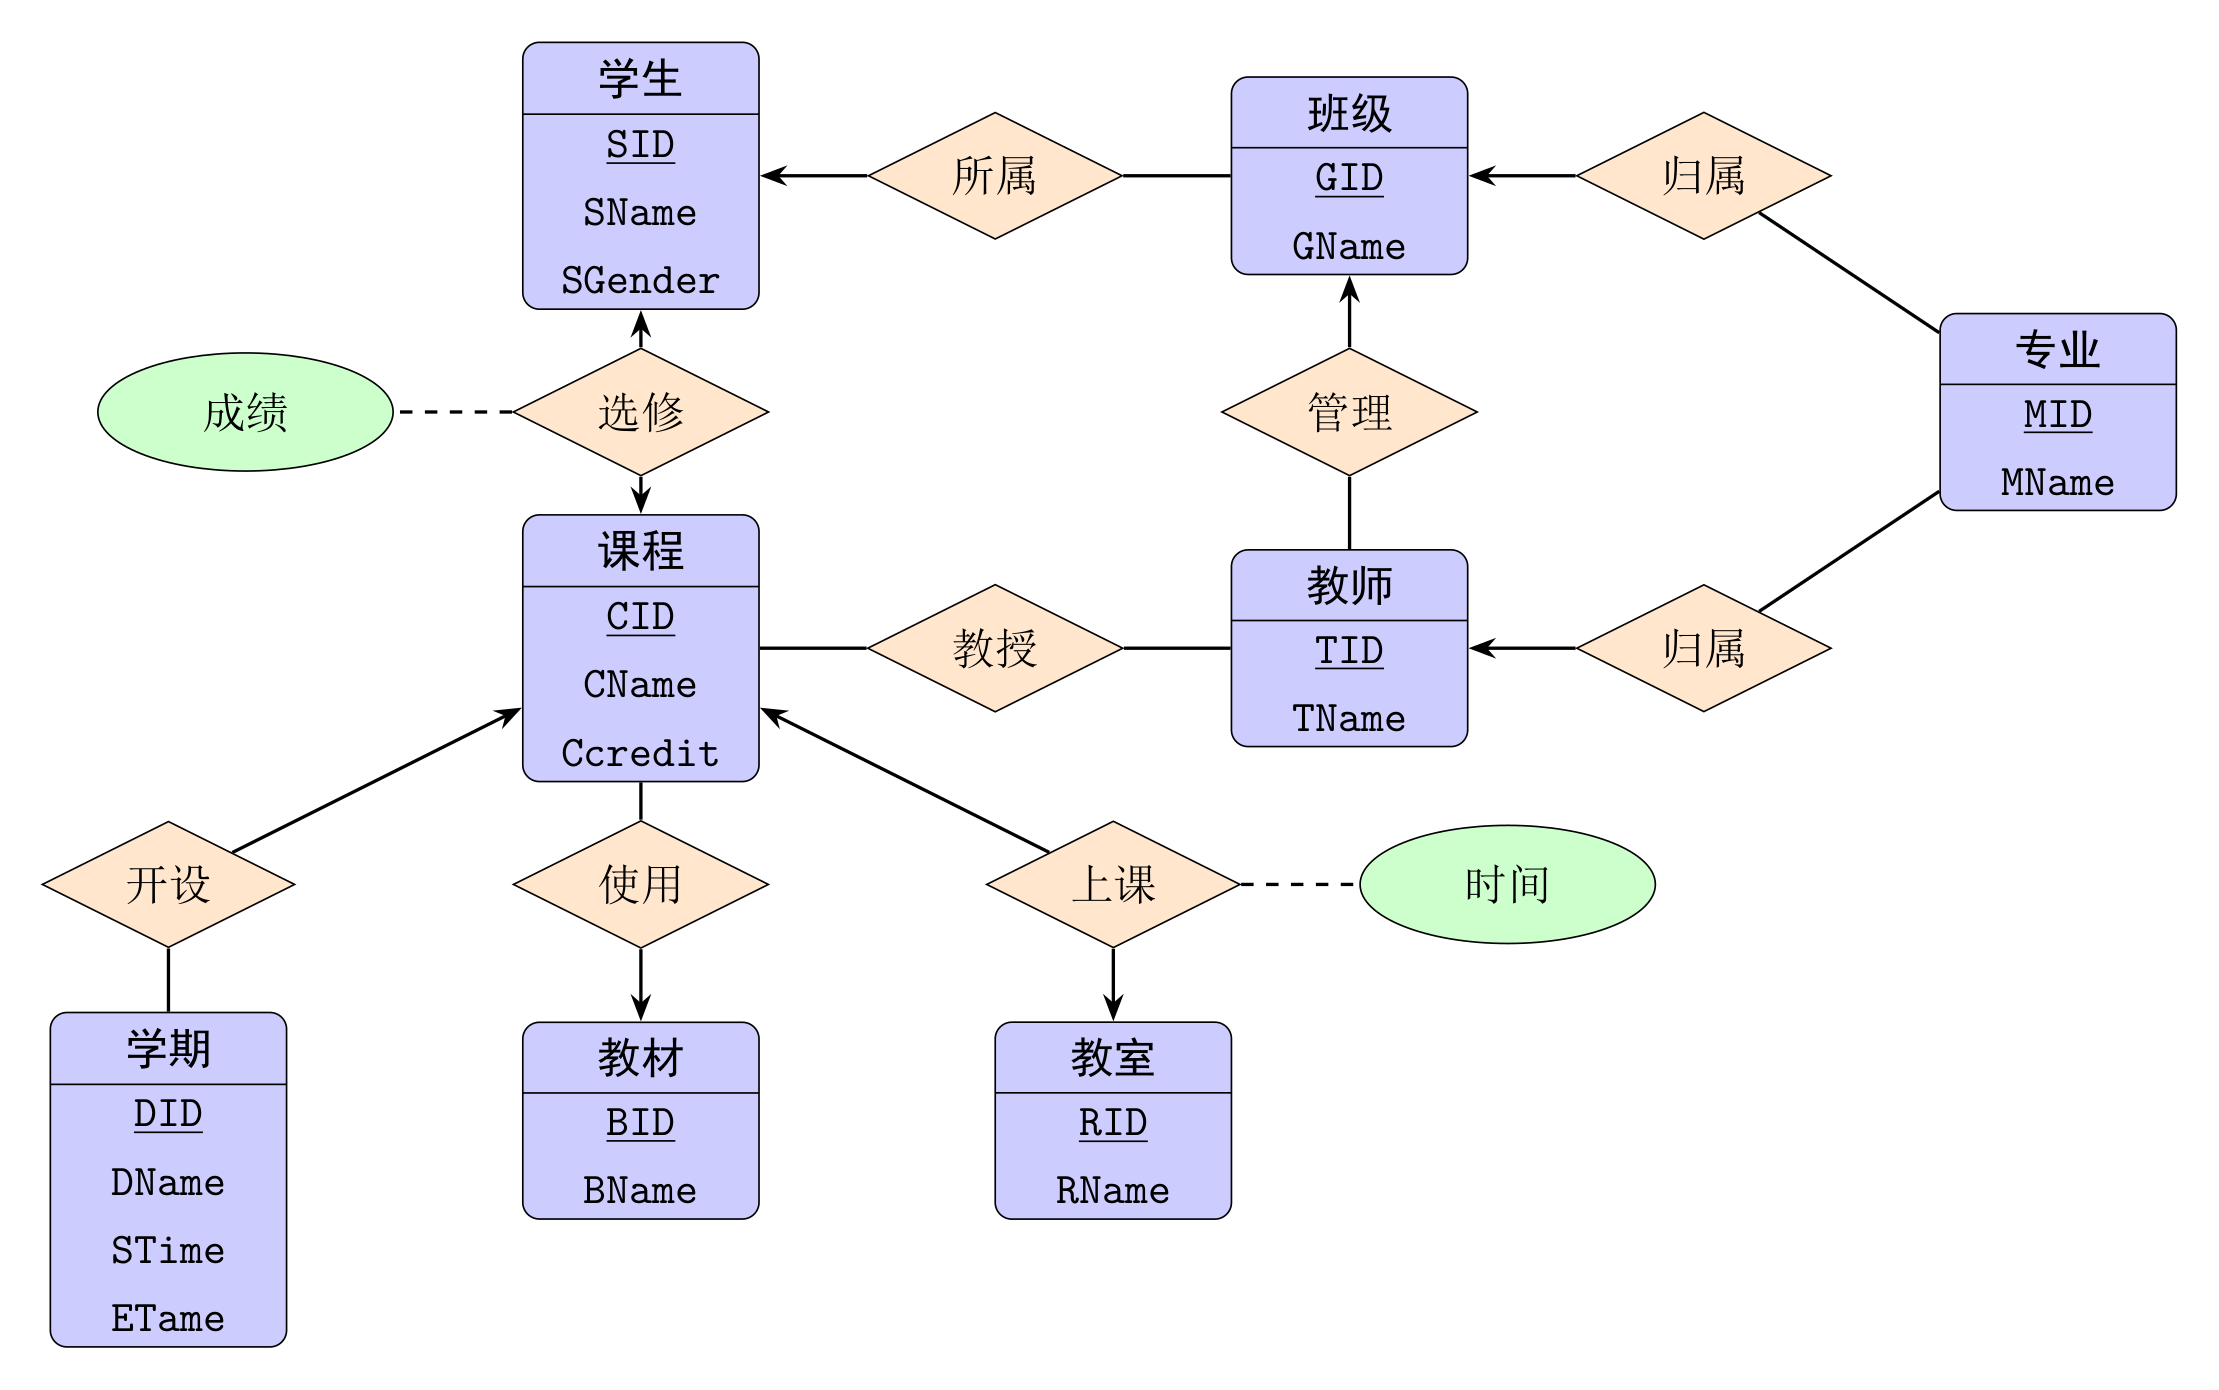 学生
SID
SName
SGender
所属
班级
GID
GName
归属
成绩
选修
管理
专业
MID
MName
课程
CID
CName
Ccredit
教授
教师
TID
TName
归属
开设
使用
上课
时间
学期
DID
DName
STime
ETame
教材
BID
BName
教室
RID
RName